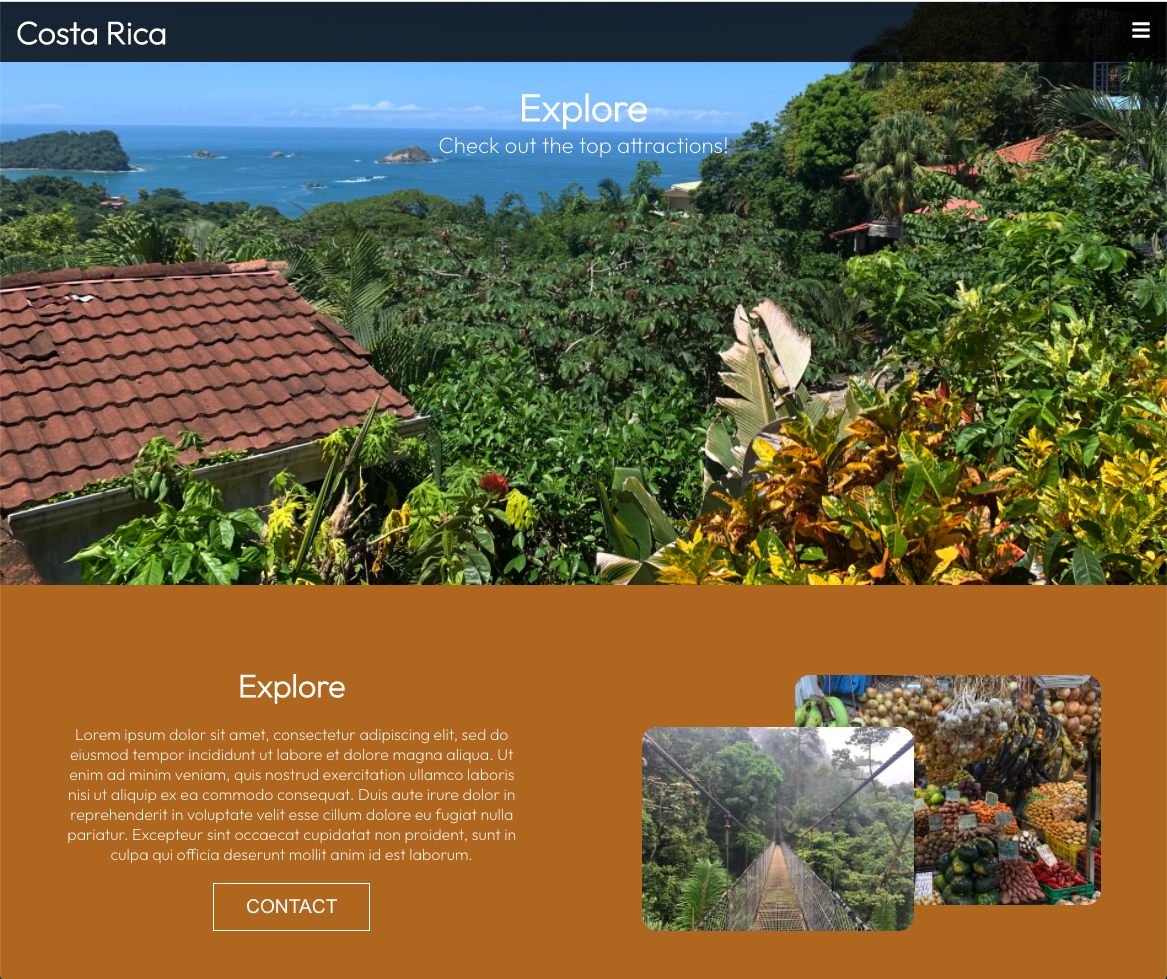 Costa Rica
Explore
Check out the top attractions!
Explore
Lorem ipsum dolor sit amet, consectetur adipiscing elit, sed do
eiusmod tempor incididunt ut labore et dolore magna aliqua. Ut
enim ad minim veniam, quis nostrud exercitation ullamco laboris
nisi ut aliquip ex ea commodo consequat. Duis aute irure dolor in
reprehenderit in voluptate velit esse cillum dolore eu fugiat nulla
pariatur. Excepteur sint occaecat cupidatat non proident, sunt in
culpa qui officia deserunt mollit anim id est laborum.
CONTACT